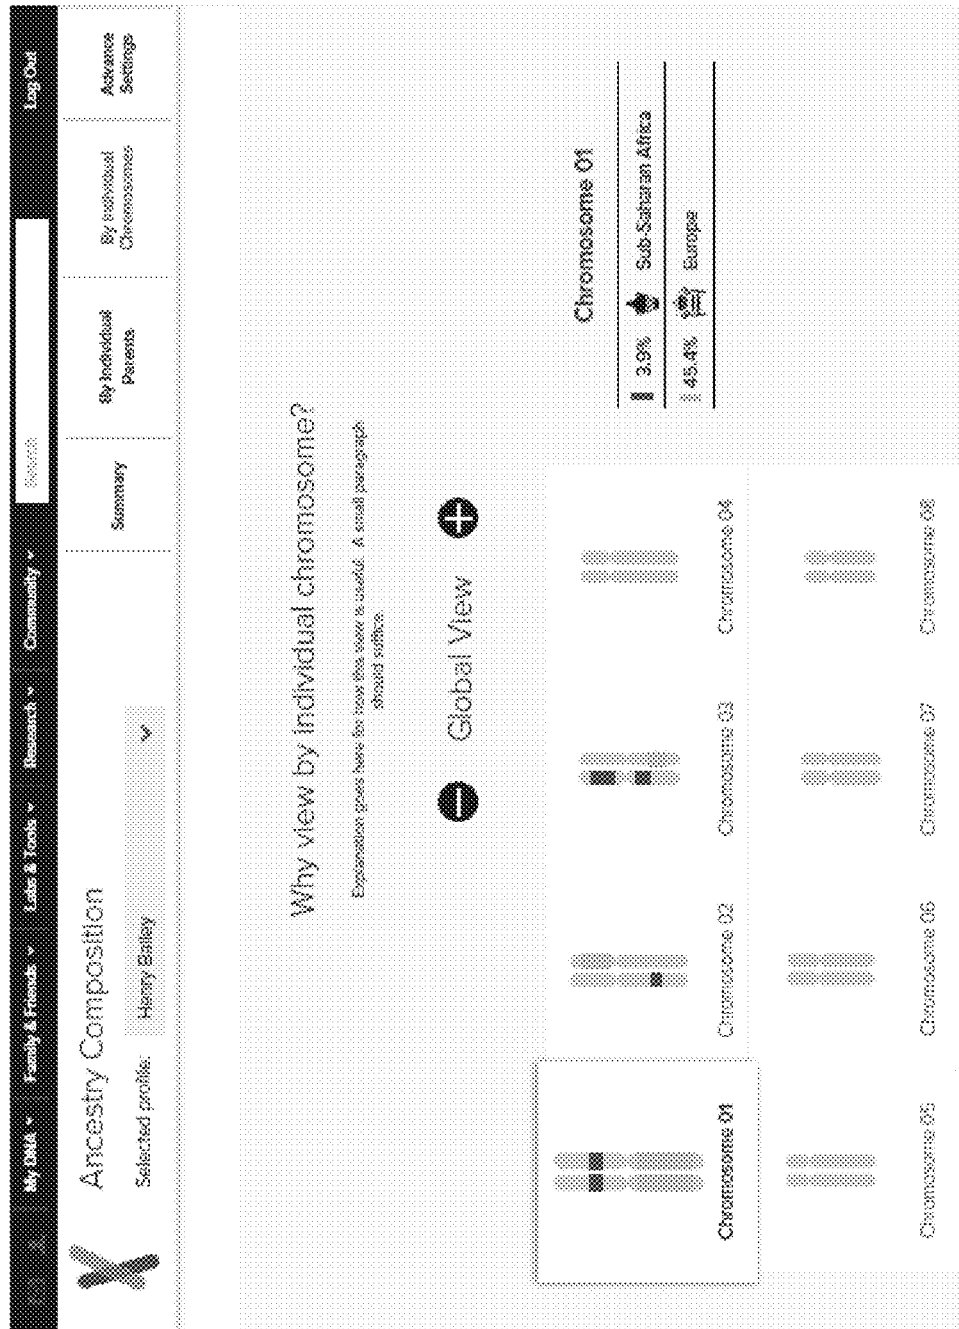 My DNA
Family & Friends
Labs & Tools
Research
Community
Search
Log Out
Ancestry Composition
Selected profile:
Henry Bailey
Summary
By Individual
Parents
By Individual
Chromosomes
Advance
Settings
Why view by individual chromosome?
Explanation goes here for how this view is useful. A small paragraph
should suffice.
Global View
Chromosome 01
Chromosome 02
Chromosome 03
Chromosome 04
Chromosome 05
Chromosome 06
Chromosome 07
Chromosome 08
Chromosome 01
3.9% Sub-Saharan Africa
45.4% Europe